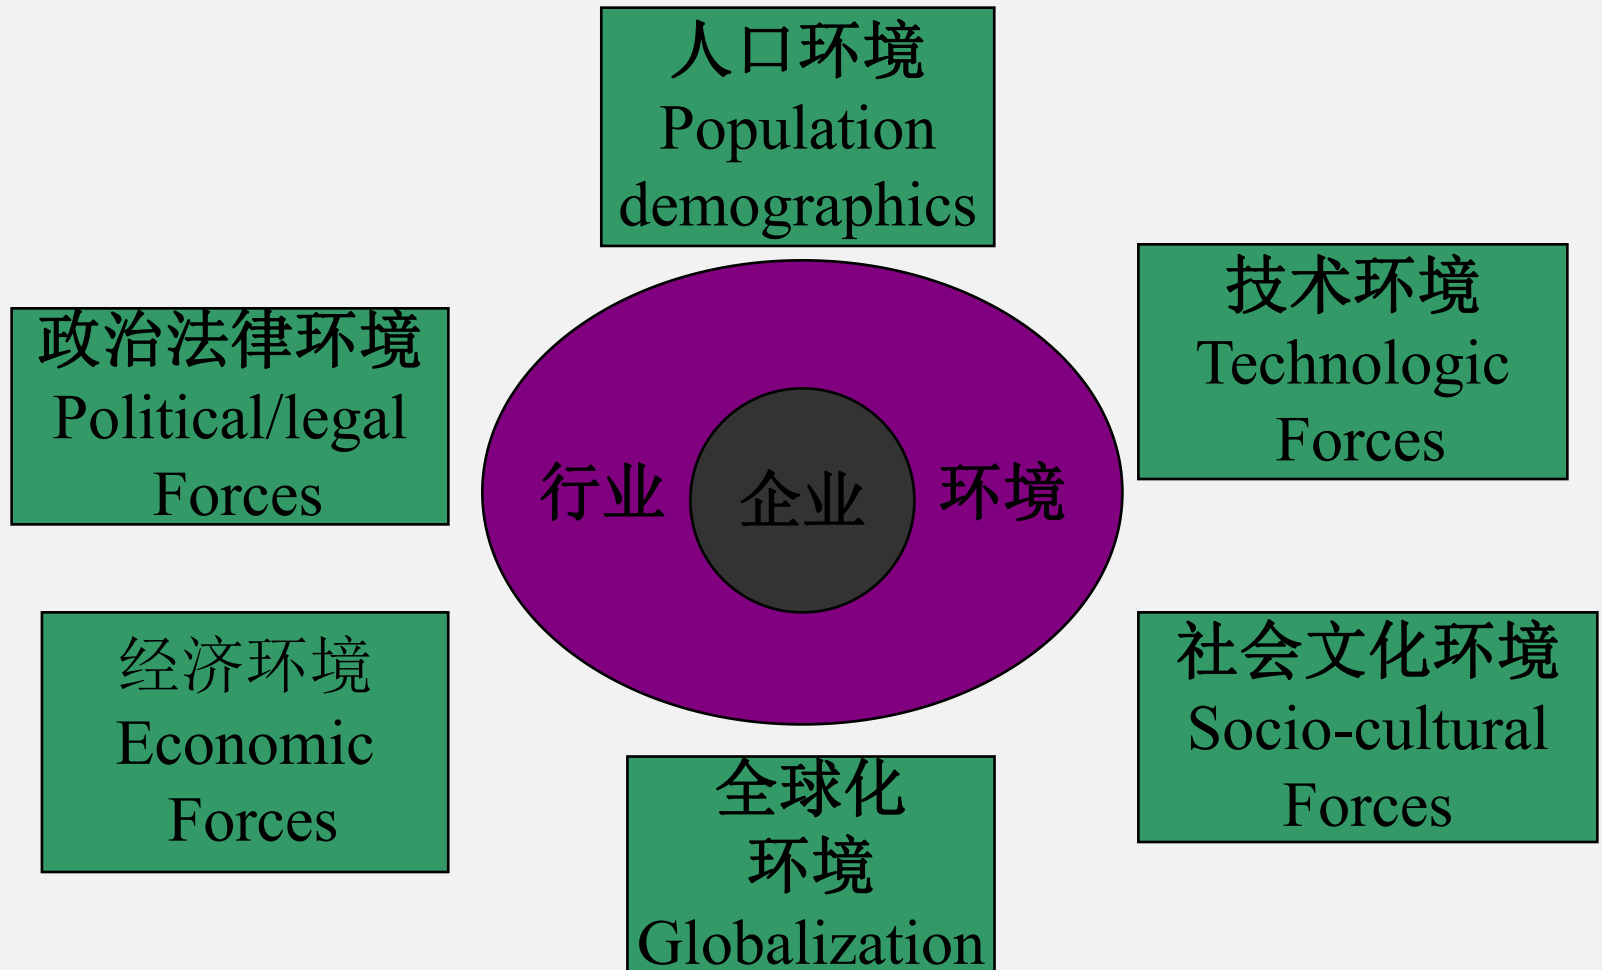 人口环境
Population
demographics
技术环境
Technologic
Forces
政治法律环境
Political/legal
Forces
行业 企业 环境
经济环境
Economic
Forces
社会文化环境
Socio-cultural
Forces
全球化
环境
Globalization